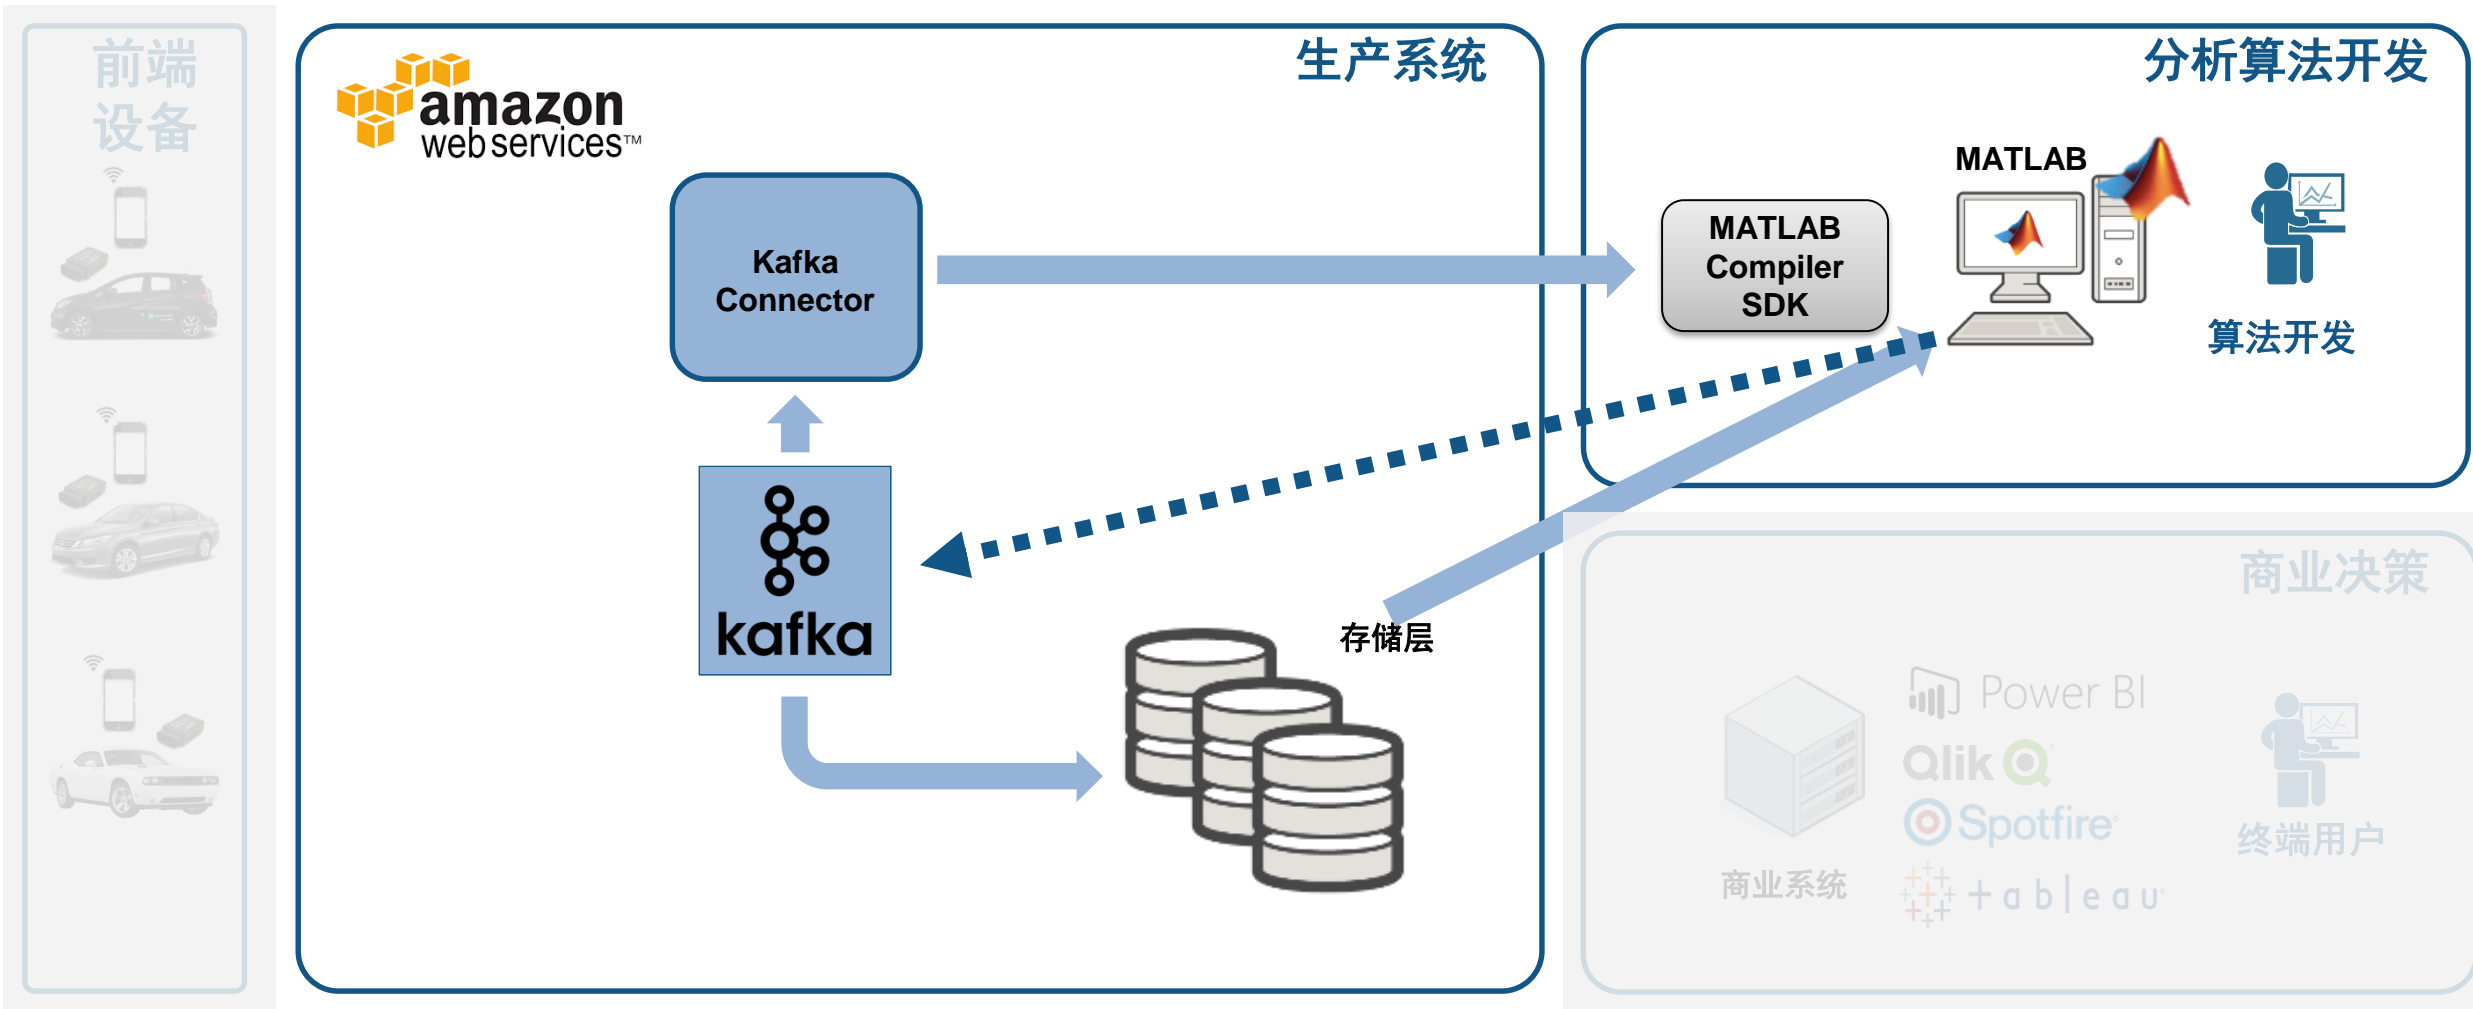 前端
设备
生产系统
amazon
web services™
Kafka
Connector
kafka
存储层
分析算法开发
MATLAB
MATLAB
Compiler
SDK
算法开发
商业决策
Power BI
Qlik
Spotfire
tableau
商业系统
终端用户